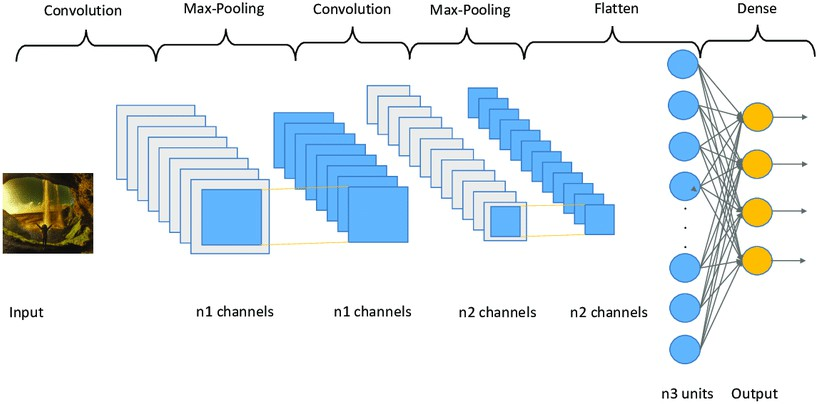 Convolution Max-Pooling Convolution Max-Pooling Flatten Dense
Input n1 channels n1 channels n2 channels n2 channels
n3 units Output